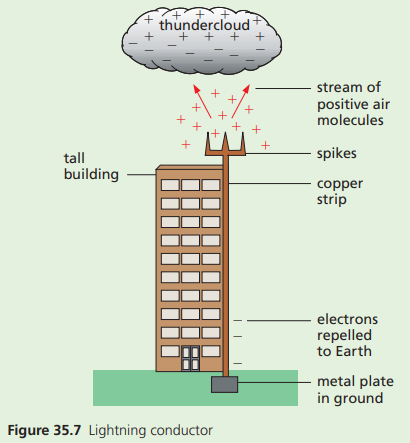 thundercloud
stream of
positive air
molecules
spikes
tall
building
copper
strip
electrons
repelled
to Earth
metal plate
in ground
Figure 35.7 Lightning conductor